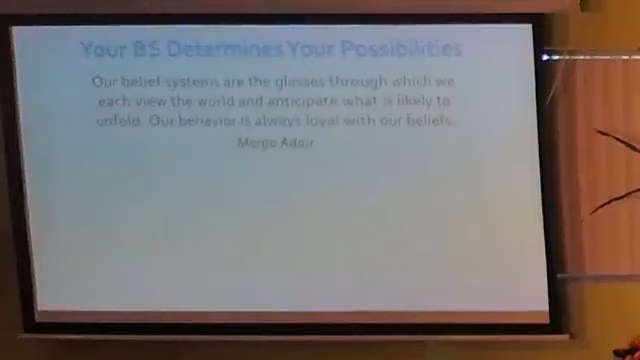 Your BS Determines Your Possibilities
Our belief systems are the glasses through which we
each view the world and anticipate what is likely to
unfold. Our behavior is always loyal with our beliefs.
Margo Adair